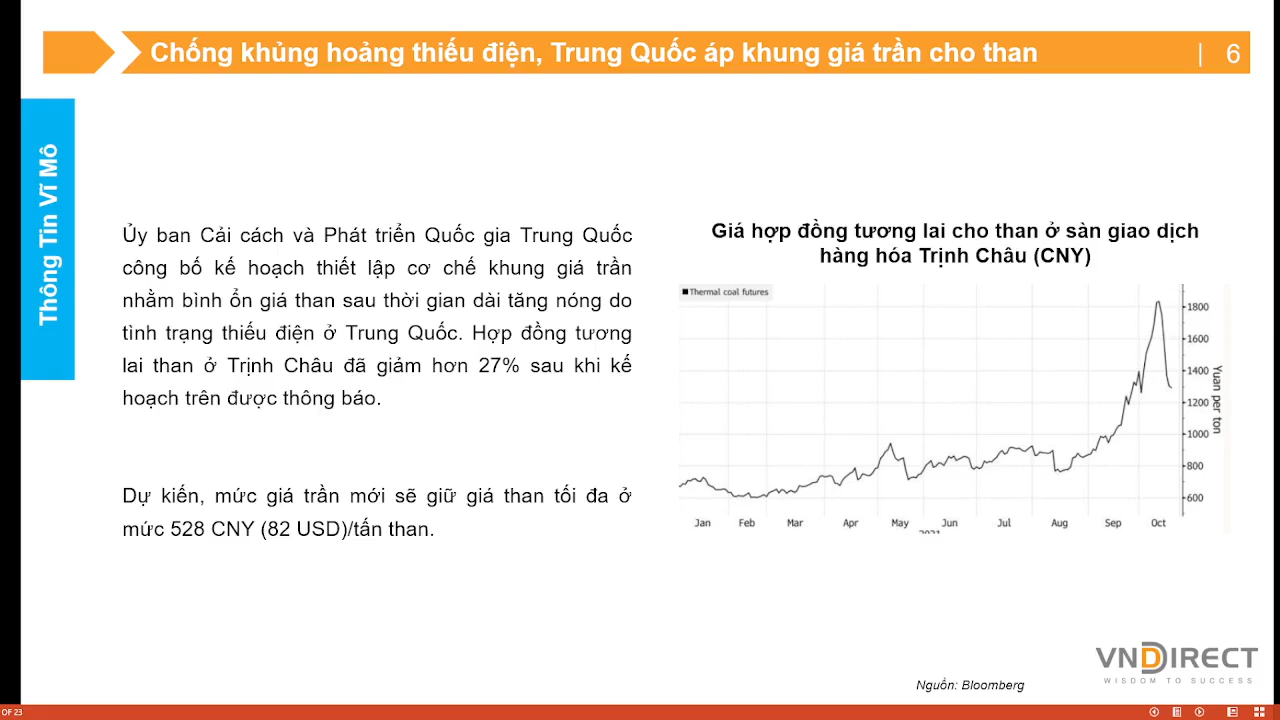 Chống khủng hoảng thiếu điện, Trung Quốc áp khung giá trần cho than
| 6
Thông Tin Vĩ Mô
Ủy ban Cải cách và Phát triển Quốc gia Trung Quốc
công bố kế hoạch thiết lập cơ chế khung giá trần
nhằm bình ổn giá than sau thời gian dài tăng nóng do
tình trạng thiếu điện ở Trung Quốc. Hợp đồng tương
lai than ở Trịnh Châu đã giảm hơn 27% sau khi kế
hoạch trên được thông báo.
Dự kiến, mức giá trần mới sẽ giữ giá than tối đa ở
mức 528 CNY (82 USD)/tấn than.
Giá hợp đồng tương lai cho than ở sàn giao dịch
hàng hóa Trịnh Châu (CNY)
Thermal coal futures
1800
1600
1400
1200
1000
800
600
Yuan per ton
Jan Feb Mar Apr May Jun Jul Aug Sep Oct
2021
VNDIRECT
WISDOM TO SUCCESS
Nguồn: Bloomberg
OF 23